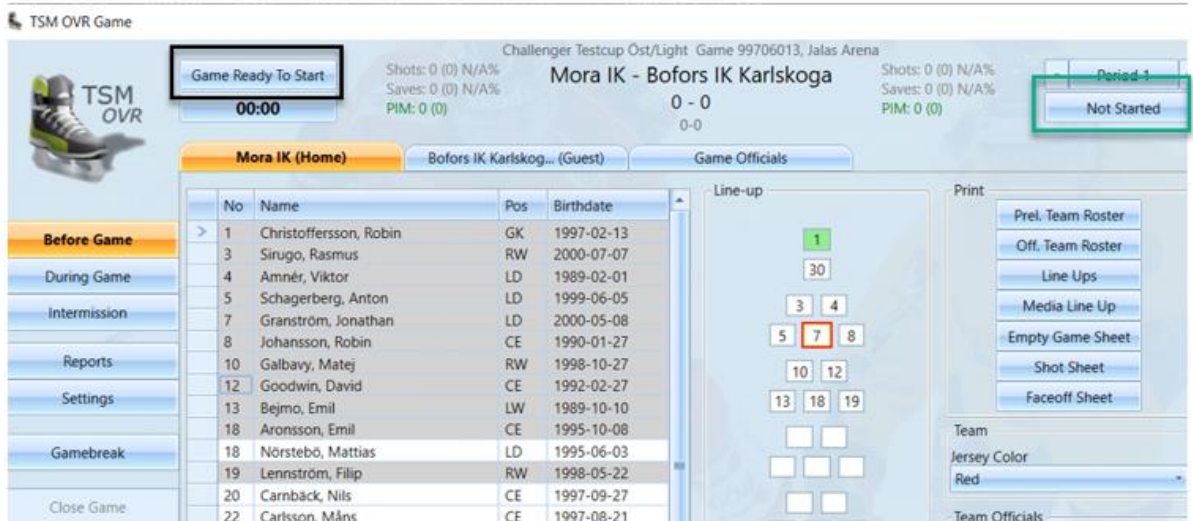 TSM OVR Game
TSM
OVR
Game Ready To Start
00:00
Shots: 0 (0) N/A%
Saves: 0 (0) N/A%
PIM: 0 (0)
Challenger Testcup Öst/Light Game 99706013, Jalas Arena
Mora IK - Bofors IK Karlskoga
0 - 0
0-0
Shots: 0 (0) N/A%
Saves: 0 (0) N/A%
PIM: 0 (0)
Period 1
Not Started
Mora IK (Home)
Bofors IK Karlskog... (Guest)
Game Officials
Before Game
During Game
Intermission
Reports
Settings
Gamebreak
Close Game
No Name Pos Birthdate
> 1 Christoffersson, Robin GK 1997-02-13
3 Sirugo, Rasmus RW 2000-07-07
4 Amnér, Viktor LD 1989-02-01
5 Schagerberg, Anton LD 1999-06-05
7 Granström, Jonathan LD 2000-05-08
8 Johansson, Robin CE 1990-01-27
10 Galbavy, Matej RW 1998-10-27
12 Goodwin, David CE 1992-02-27
13 Bejmo, Emil LW 1989-10-10
18 Aronsson, Emil CE 1995-10-08
18 Nörstebö, Mattias LD 1995-06-03
19 Lennström, Filip RW 1998-05-22
20 Carnbäck, Nils CE 1997-09-27
22 Carlsson, Måns CE 1997-08-21
Line-up
1
30
3 4
5 7 8
10 12
13 18 19
Print
Prel. Team Roster
Off. Team Roster
Line Ups
Media Line Up
Empty Game Sheet
Shot Sheet
Faceoff Sheet
Team
Jersey Color
Red
Team Officials